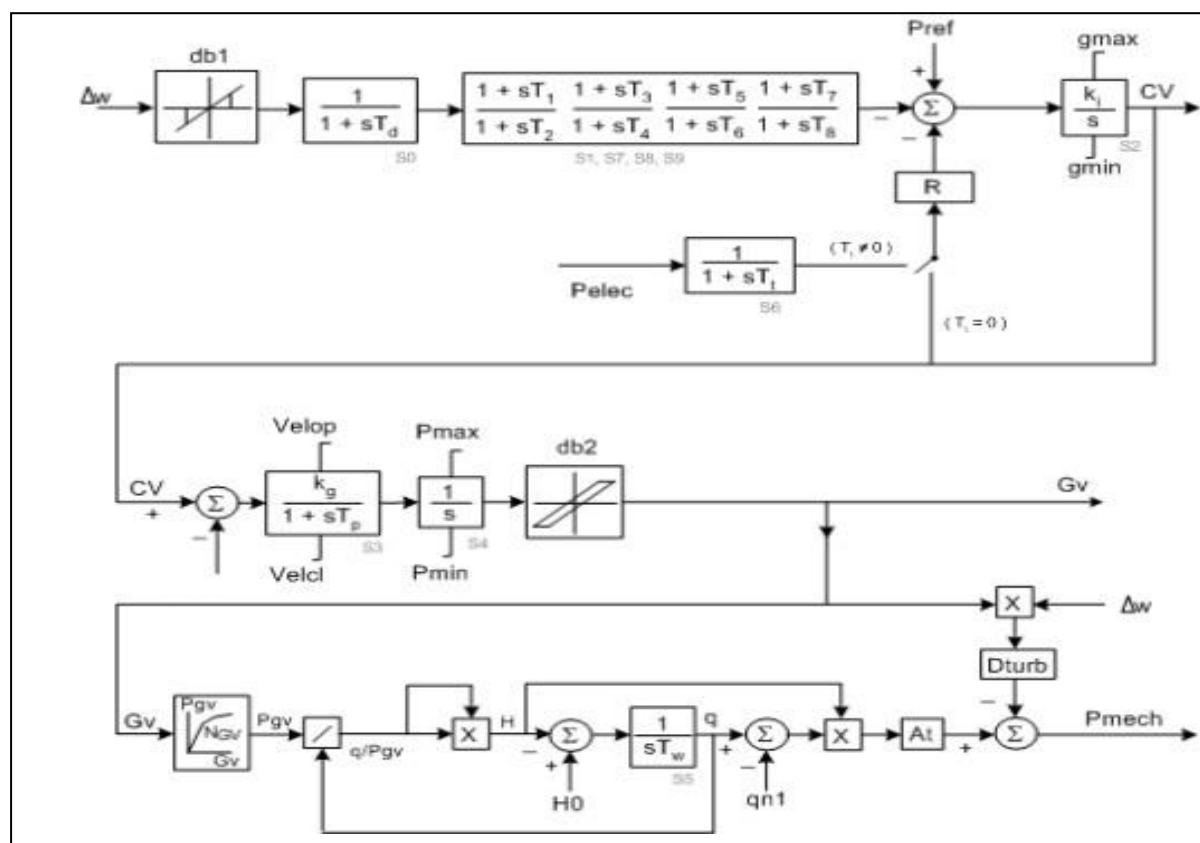 Pref
db1
gmax
Δw
1
1 + sTd
S0
1 + sT1
1 + sT2
1 + sT3
1 + sT4
1 + sT5
1 + sT6
1 + sT7
1 + sT8
S1, S7, S8, S9
+
−
Σ
−
ki
s
CV
S2
gmin
R
Pelec
1
1 + sTt
S6
(Tt ≠ 0)
(Tt = 0)
Velop
Pmax
db2
CV
+
Σ
−
kg
1 + sTp
S3
1
s
S4
Gv
Velcl
Pmin
X
Δw
Dturb
−
Gv
Pgv
NGV
Gv
Pgv
/
q/Pgv
X
H
−
Σ
+
H0
1
sTw
S5
q
+
Σ
−
qn1
X
At
+
Σ
Pmech